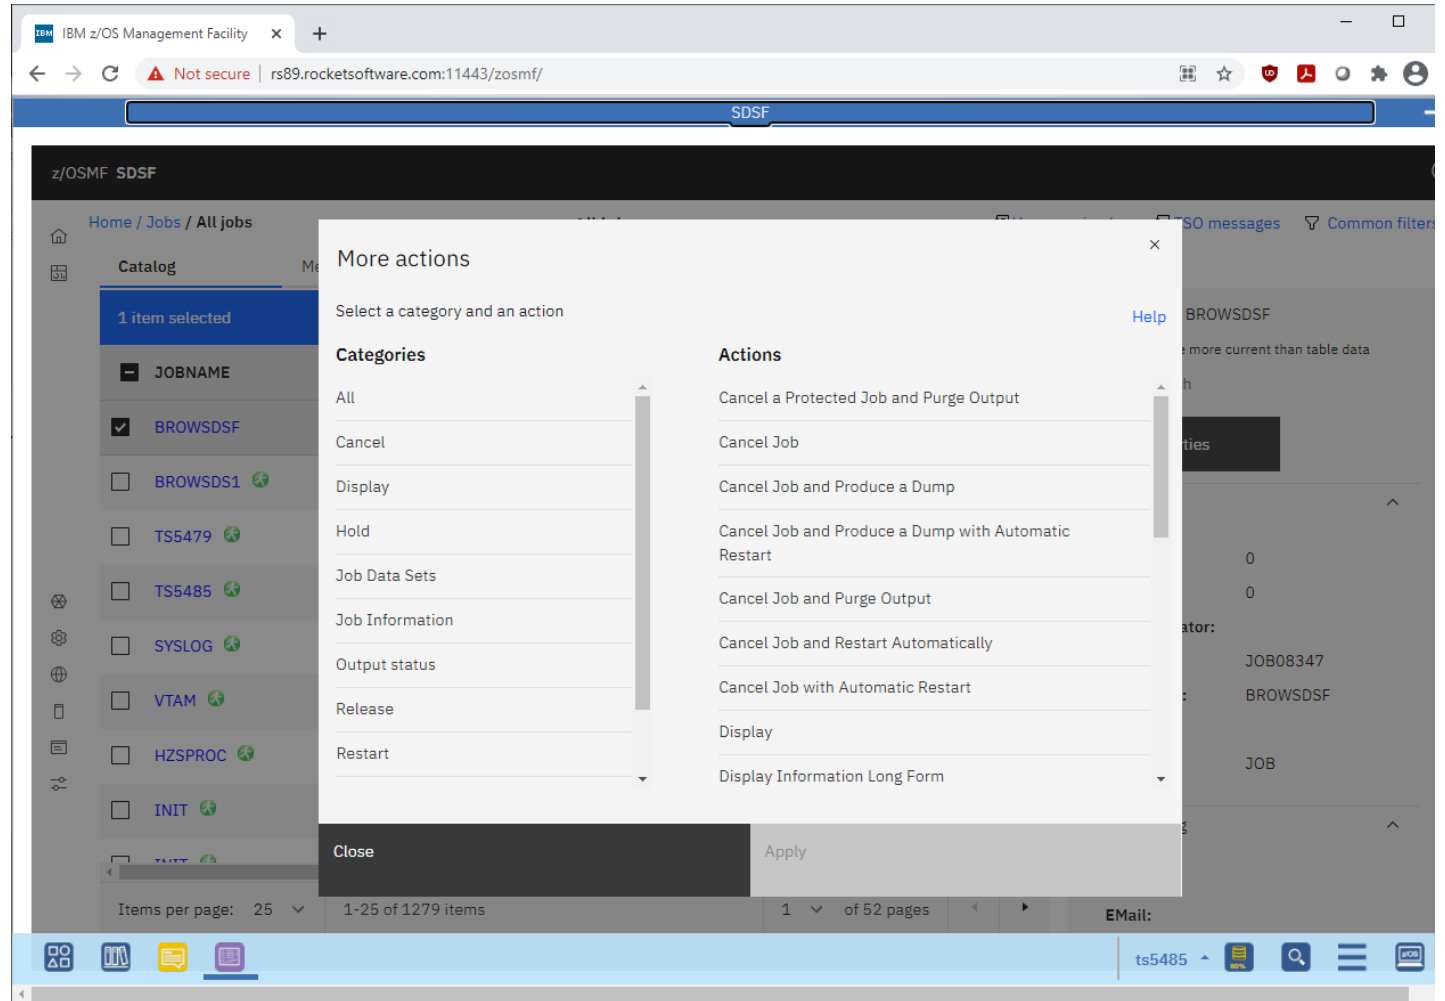 IBM
IBM z/OS Management Facility
Not secure
rs89.rocketsoftware.com:11443/zosmf/
SDSF
z/OSMF SDSF
Home / Jobs / All jobs
TSO messages
Common filters
Catalog
1 item selected
JOBNAME
BROWSDSF
BROWSDS1
TS5479
TS5485
SYSLOG
VTAM
HZSPROC
INIT
INIT
More actions
Select a category and an action
Help
Categories
All
Cancel
Display
Hold
Job Data Sets
Job Information
Output status
Release
Restart
Actions
Cancel a Protected Job and Purge Output
Cancel Job
Cancel Job and Produce a Dump
Cancel Job and Produce a Dump with Automatic
Restart
Cancel Job and Purge Output
Cancel Job and Restart Automatically
Cancel Job with Automatic Restart
Display
Display Information Long Form
Close
Apply
BROWSDSF
more current than table data
0
0
JOB08347
BROWSDSF
JOB
EMail:
Items per page: 25
1-25 of 1279 items
1
of 52 pages
ts5485
80%
z/OS